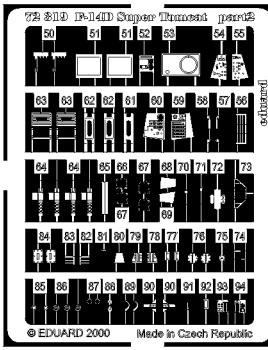 72 319 F-14D Super Tomcat part2
50 51 51 52 53 54 55
eduard
63 63 62 62 61 60 59 58 57 56
64 64 65 66 66 68 70 71 72 73
67 67 69
84 83 82 81 80 79 78 77 76 75 74
85 86 87 88 89 90 90 91 92 93 94
© EDUARD 2000 Made in Czech Republic